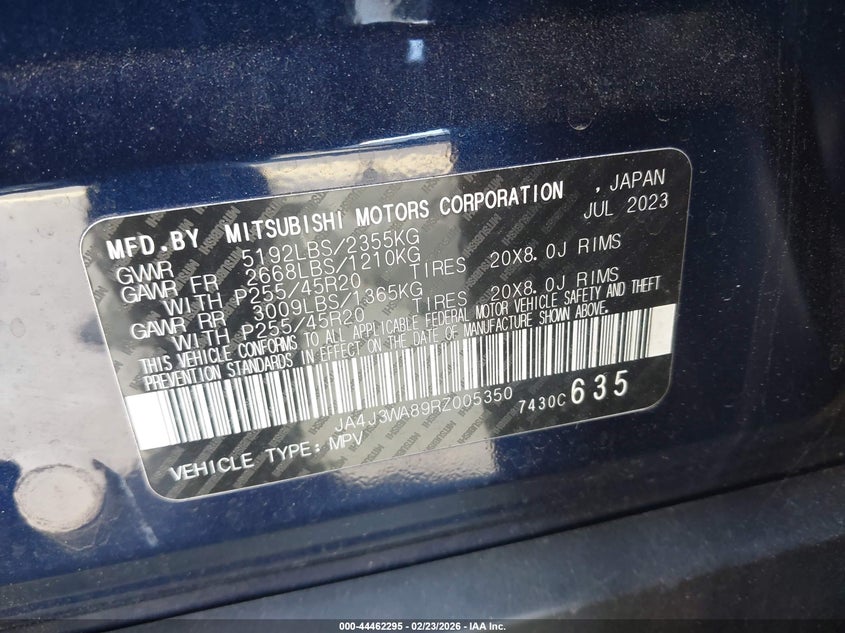 MFD.BY MITSUBISHI MOTORS CORPORATION , JAPAN
JUL 2023
GVWR 5192LBS/2355KG
GAWR FR 2668LBS/1210KG
WITH P255/45R20 TIRES 20X8.0J RIMS
GAWR RR 3009LBS/1365KG
WITH P255/45R20 TIRES 20X8.0J RIMS
THIS VEHICLE CONFORMS TO ALL APPLICABLE FEDERAL MOTOR VEHICLE SAFETY AND THEFT
PREVENTION STANDARDS IN EFFECT ON THE DATE OF MANUFACTURE SHOWN ABOVE.
JA4J3WA89RZ005350 7430C 635
VEHICLE TYPE: MPV
000-44462295 - 02/23/2026 - IAA Inc.